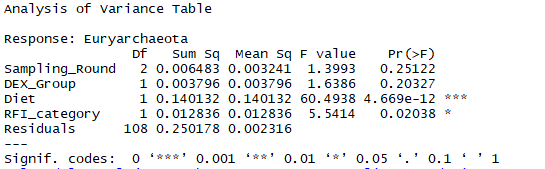 Analysis of Variance Table
Response: Euryarchaeota
Df Sum Sq Mean Sq F value Pr(>F)
Sampling_Round 2 0.006483 0.003241 1.3993 0.25122
DEX_Group 1 0.003796 0.003796 1.6386 0.20327
Diet 1 0.140132 0.140132 60.4938 4.669e-12 ***
RFI_category 1 0.012836 0.012836 5.5414 0.02038 *
Residuals 108 0.250178 0.002316
---
Signif. codes: 0 ‘***’ 0.001 ‘**’ 0.01 ‘*’ 0.05 ‘.’ 0.1 ‘ ’ 1